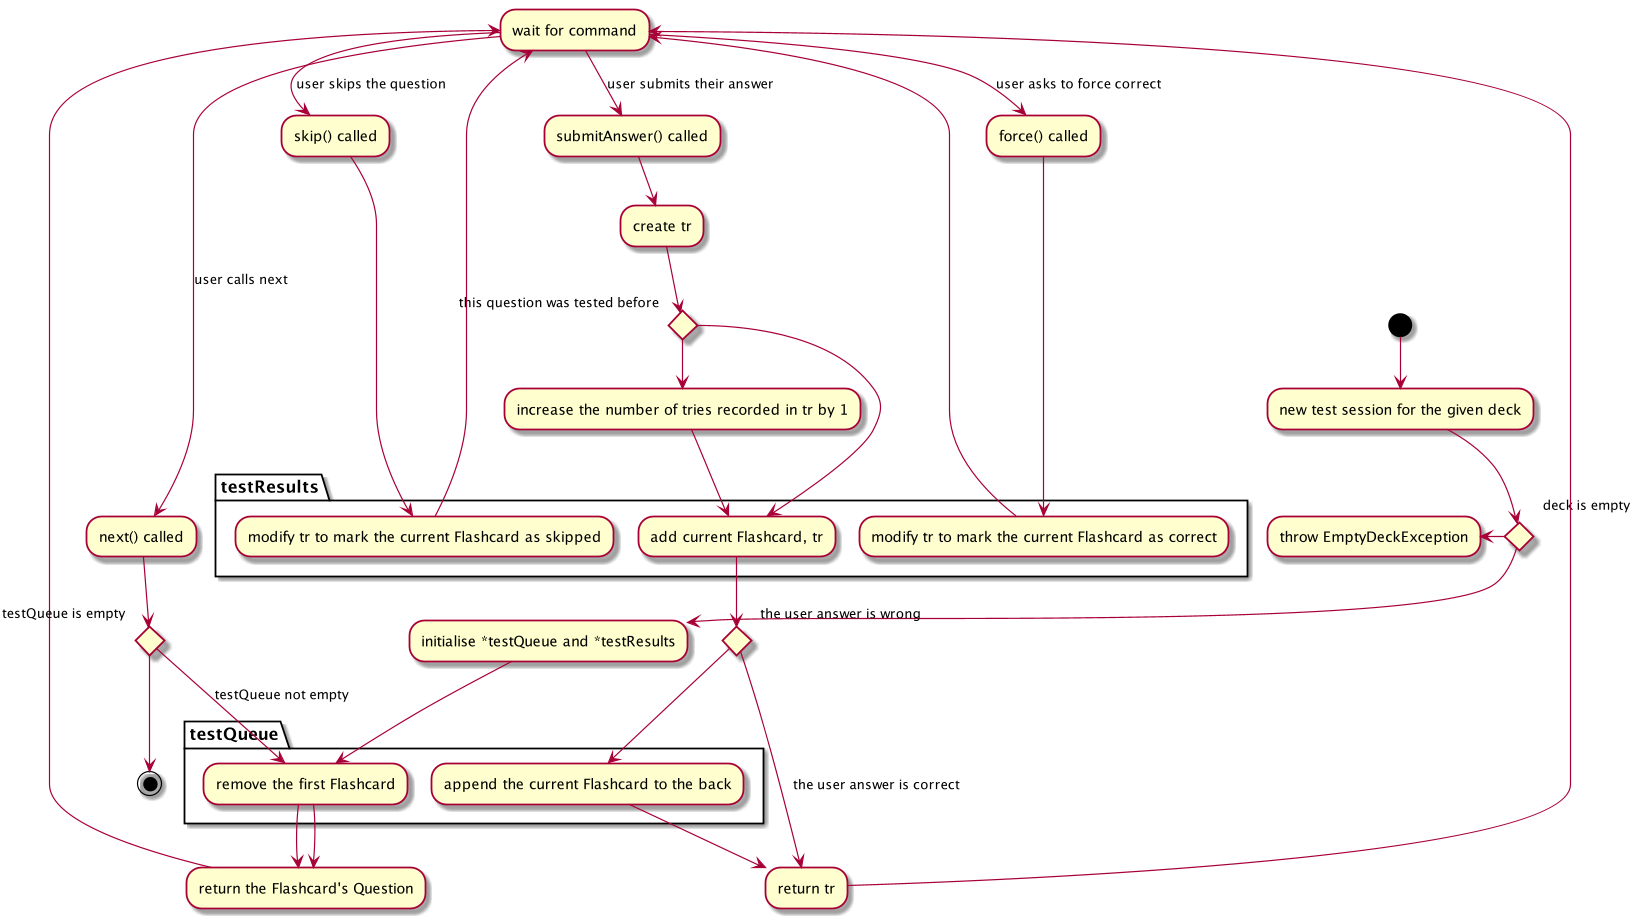 wait for command
user skips the question
user submits their answer
user asks to force correct
skip() called
submitAnswer() called
force() called
create tr
user calls next
this question was tested before
increase the number of tries recorded in tr by 1
new test session for the given deck
testResults
deck is empty
next() called
modify tr to mark the current Flashcard as skipped
add current Flashcard, tr
modify tr to mark the current Flashcard as correct
throw EmptyDeckException
testQueue is empty
the user answer is wrong
initialise *testQueue and *testResults
testQueue not empty
testQueue
remove the first Flashcard
append the current Flashcard to the back
the user answer is correct
return the Flashcard's Question
return tr